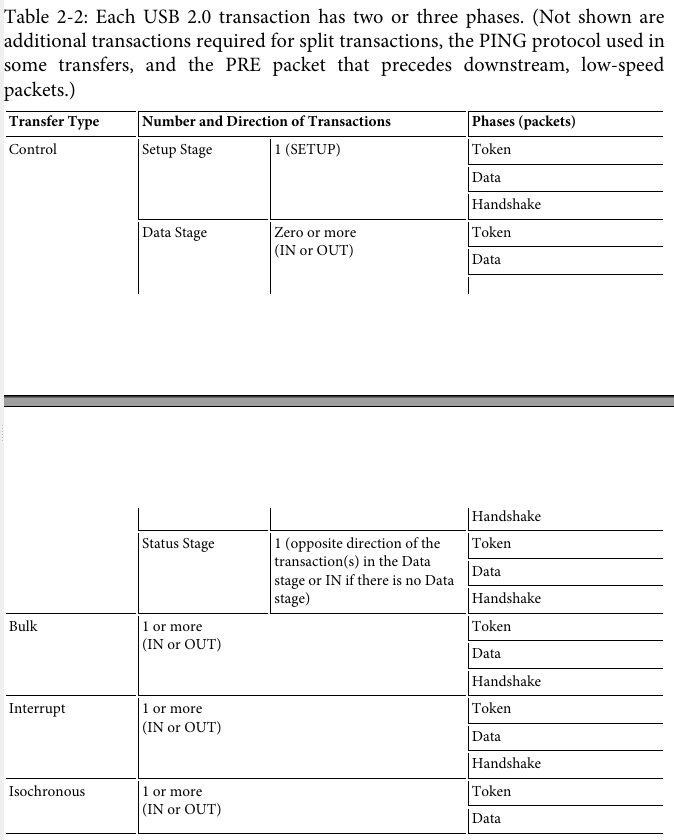 Table 2-2: Each USB 2.0 transaction has two or three phases. (Not shown are
additional transactions required for split transactions, the PING protocol used in
some transfers, and the PRE packet that precedes downstream, low-speed
packets.)
Transfer Type Number and Direction of Transactions Phases (packets)
Control Setup Stage 1 (SETUP) Token
Data
Handshake
Data Stage Zero or more Token
(IN or OUT)
Data
Handshake
Status Stage 1 (opposite direction of the Token
transaction(s) in the Data
Data
stage or IN if there is no Data
stage) Handshake
Bulk 1 or more Token
(IN or OUT)
Data
Handshake
Interrupt 1 or more Token
(IN or OUT)
Data
Handshake
Isochronous 1 or more Token
(IN or OUT)
Data